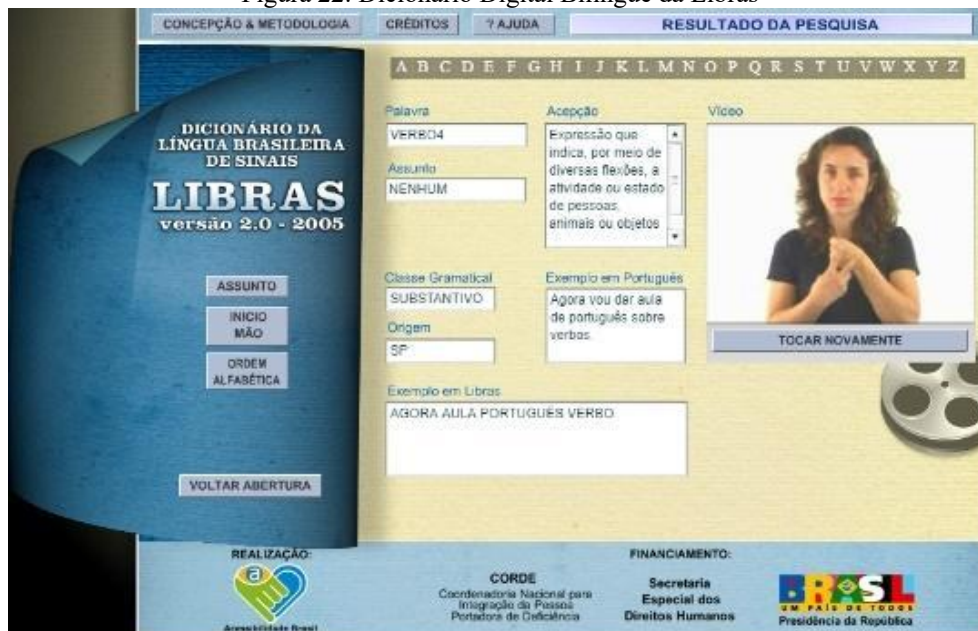 Figura 22: Dicionário Digital Bilíngue da Libras
CONCEPÇÃO & METODOLOGIA
CRÉDITOS
? AJUDA
RESULTADO DA PESQUISA
A B C D E F G H I J K L M N O P Q R S T U V W X Y Z
DICIONÁRIO DA
LÍNGUA BRASILEIRA
DE SINAIS
LIBRAS
versão 2.0 - 2005
ASSUNTO
INICIO
MÃO
ORDEM
ALFABÉTICA
VOLTAR ABERTURA
Palavra
VERBO4
Assunto
NENHUM
Acepção
Expressão que
indica, por meio de
diversas flexões, a
atividade ou estado
de pessoas,
animais ou objetos
Vídeo
TOCAR NOVAMENTE
Classe Gramatical
SUBSTANTIVO
Origem
SP
Exemplo em Português
Agora vou dar aula
de português sobre
verbos.
Exemplo em Libras
AGORA AULA PORTUGUÊS VERBO
REALIZAÇÃO:
Acessibilidade Brasil
CORDE
Coordenadoria Nacional para
Integração da Pessoa
Portadora de Deficiência
FINANCIAMENTO:
Secretaria
Especial dos
Direitos Humanos
BRASIL
UM PAÍS DE TODOS
Presidência da República